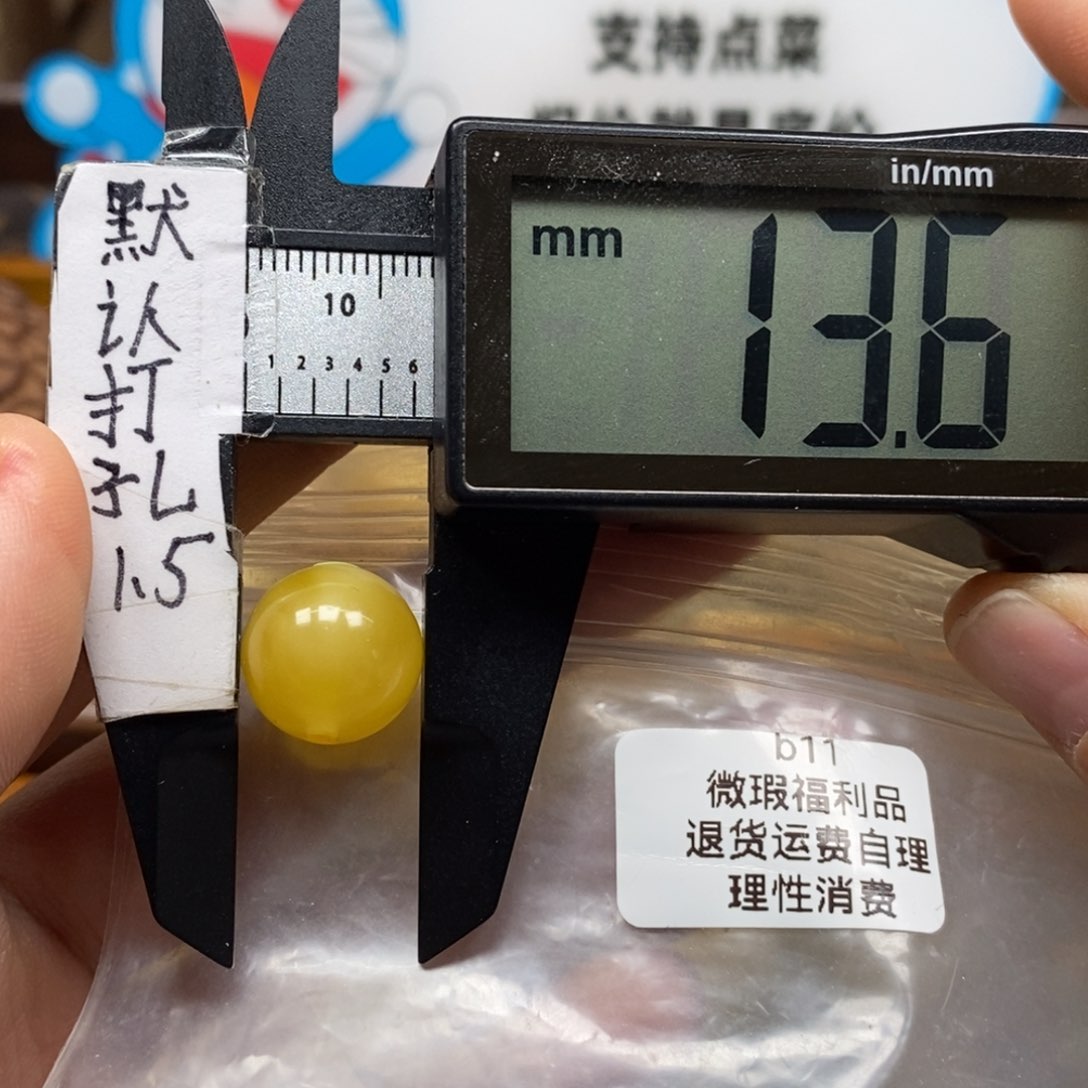 支持点菜
in/mm
mm
13.6
10
1 2 3 4 5 6
默
认
打
孔
1.5
b11
微瑕福利品
退货运费自理
理性消费